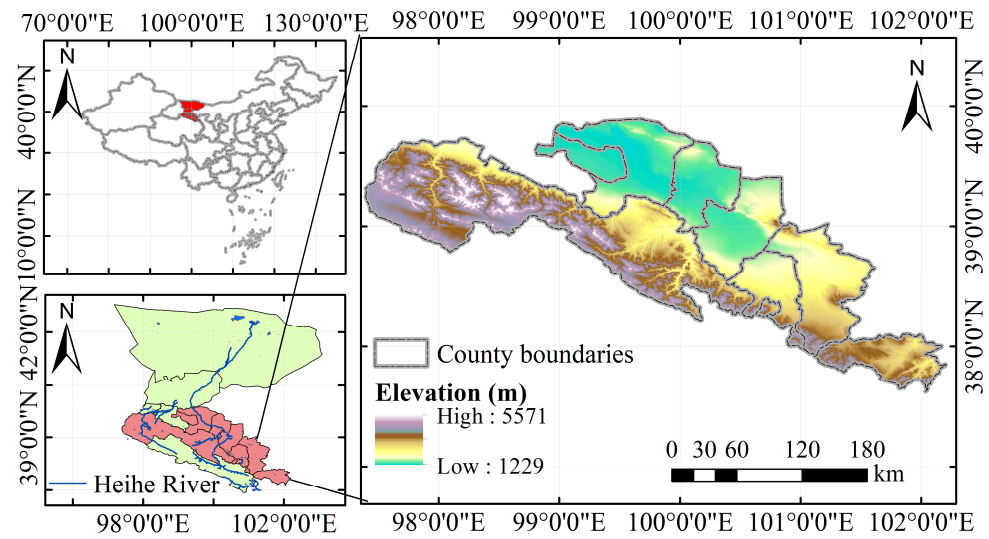 70°0'0"E 100°0'0"E 130°0'0"E
N
40°0'0"N
10°0'0"N
N
42°0'0"N
39°0'0"N
Heihe River
98°0'0"E 102°0'0"E
98°0'0"E 99°0'0"E 100°0'0"E 101°0'0"E 102°0'0"E
N
40°0'0"N
39°0'0"N
38°0'0"N
County boundaries
Elevation (m)
High : 5571
Low : 1229
0 30 60 120 180
km
98°0'0"E 99°0'0"E 100°0'0"E 101°0'0"E 102°0'0"E